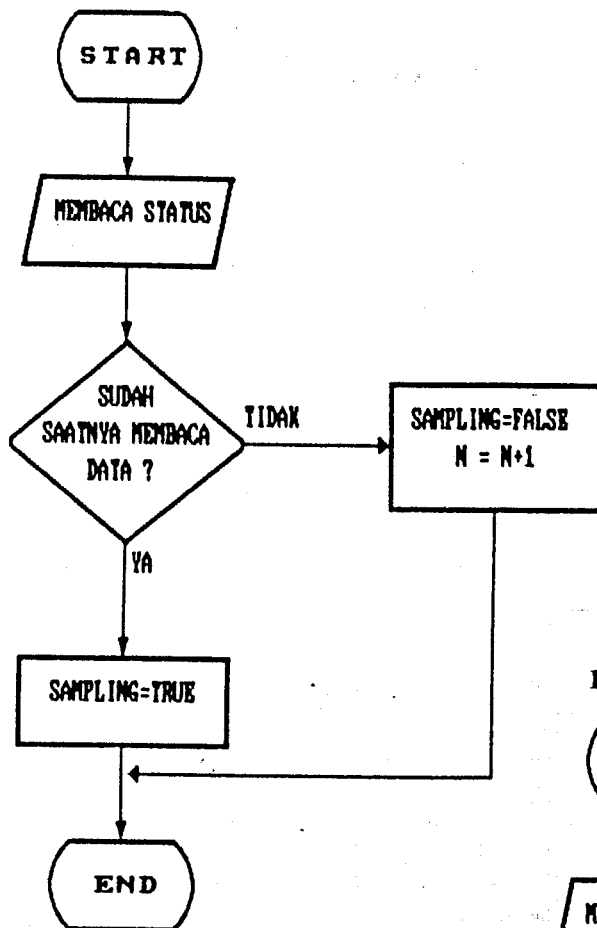 START
MEMBACA STATUS
SUDAH
SAATNYA MEMBACA
DATA ?
TIDAK
SAMPLING=FALSE
N = N+1
YA
SAMPLING=TRUE
END